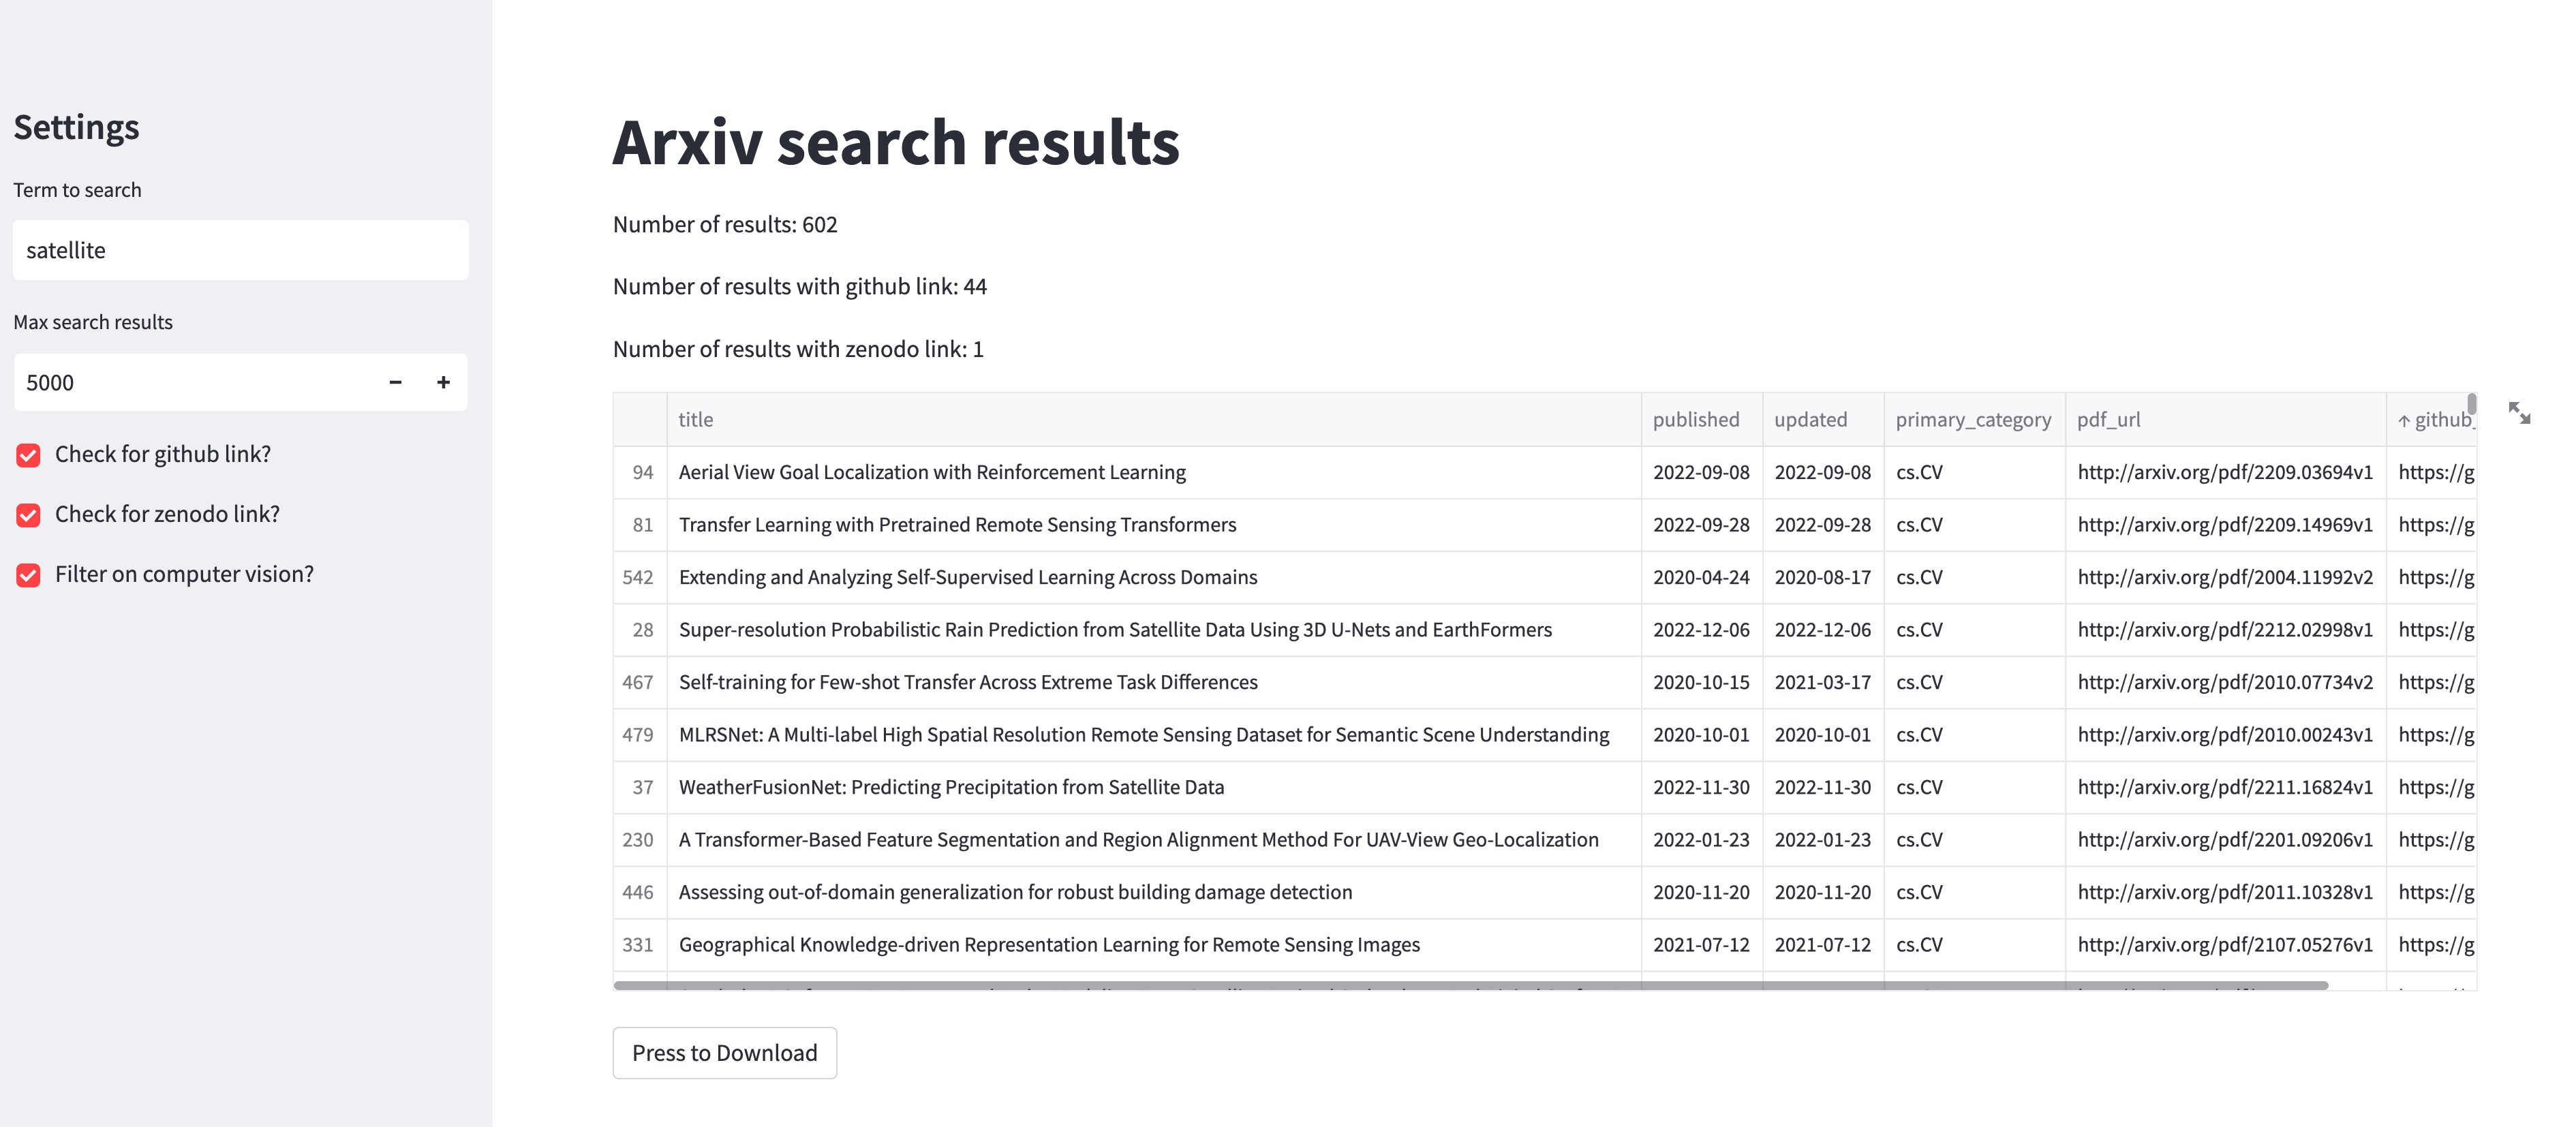 Settings
Term to search
satellite
Max search results
5000 − +
Check for github link?
Check for zenodo link?
Filter on computer vision?
Arxiv search results
Number of results: 602
Number of results with github link: 44
Number of results with zenodo link: 1
title published updated primary_category pdf_url ↑ github_
94 Aerial View Goal Localization with Reinforcement Learning 2022-09-08 2022-09-08 cs.CV http://arxiv.org/pdf/2209.03694v1 https://g
81 Transfer Learning with Pretrained Remote Sensing Transformers 2022-09-28 2022-09-28 cs.CV http://arxiv.org/pdf/2209.14969v1 https://g
542 Extending and Analyzing Self-Supervised Learning Across Domains 2020-04-24 2020-08-17 cs.CV http://arxiv.org/pdf/2004.11992v2 https://g
28 Super-resolution Probabilistic Rain Prediction from Satellite Data Using 3D U-Nets and EarthFormers 2022-12-06 2022-12-06 cs.CV http://arxiv.org/pdf/2212.02998v1 https://g
467 Self-training for Few-shot Transfer Across Extreme Task Differences 2020-10-15 2021-03-17 cs.CV http://arxiv.org/pdf/2010.07734v2 https://g
479 MLRSNet: A Multi-label High Spatial Resolution Remote Sensing Dataset for Semantic Scene Understanding 2020-10-01 2020-10-01 cs.CV http://arxiv.org/pdf/2010.00243v1 https://g
37 WeatherFusionNet: Predicting Precipitation from Satellite Data 2022-11-30 2022-11-30 cs.CV http://arxiv.org/pdf/2211.16824v1 https://g
230 A Transformer-Based Feature Segmentation and Region Alignment Method For UAV-View Geo-Localization 2022-01-23 2022-01-23 cs.CV http://arxiv.org/pdf/2201.09206v1 https://g
446 Assessing out-of-domain generalization for robust building damage detection 2020-11-20 2020-11-20 cs.CV http://arxiv.org/pdf/2011.10328v1 https://g
331 Geographical Knowledge-driven Representation Learning for Remote Sensing Images 2021-07-12 2021-07-12 cs.CV http://arxiv.org/pdf/2107.05276v1 https://g
Press to Download